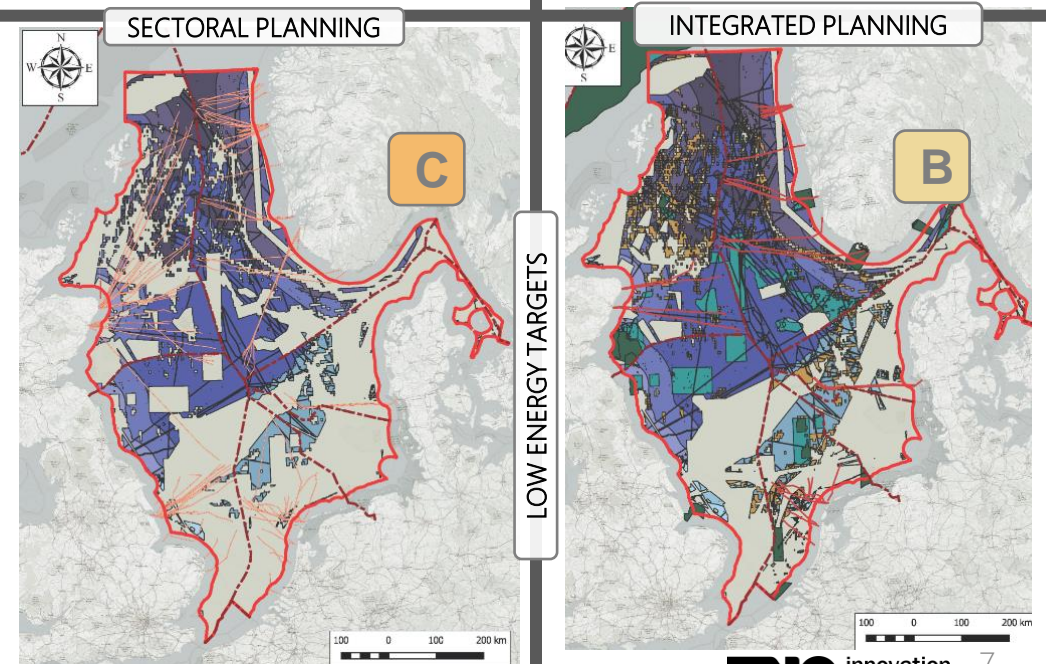 SECTORAL PLANNING
INTEGRATED PLANNING
N
W E
S
E
S
C
B
LOW ENERGY TARGETS
100 0 100 200 km
100 0 100 200 km
innovation
7